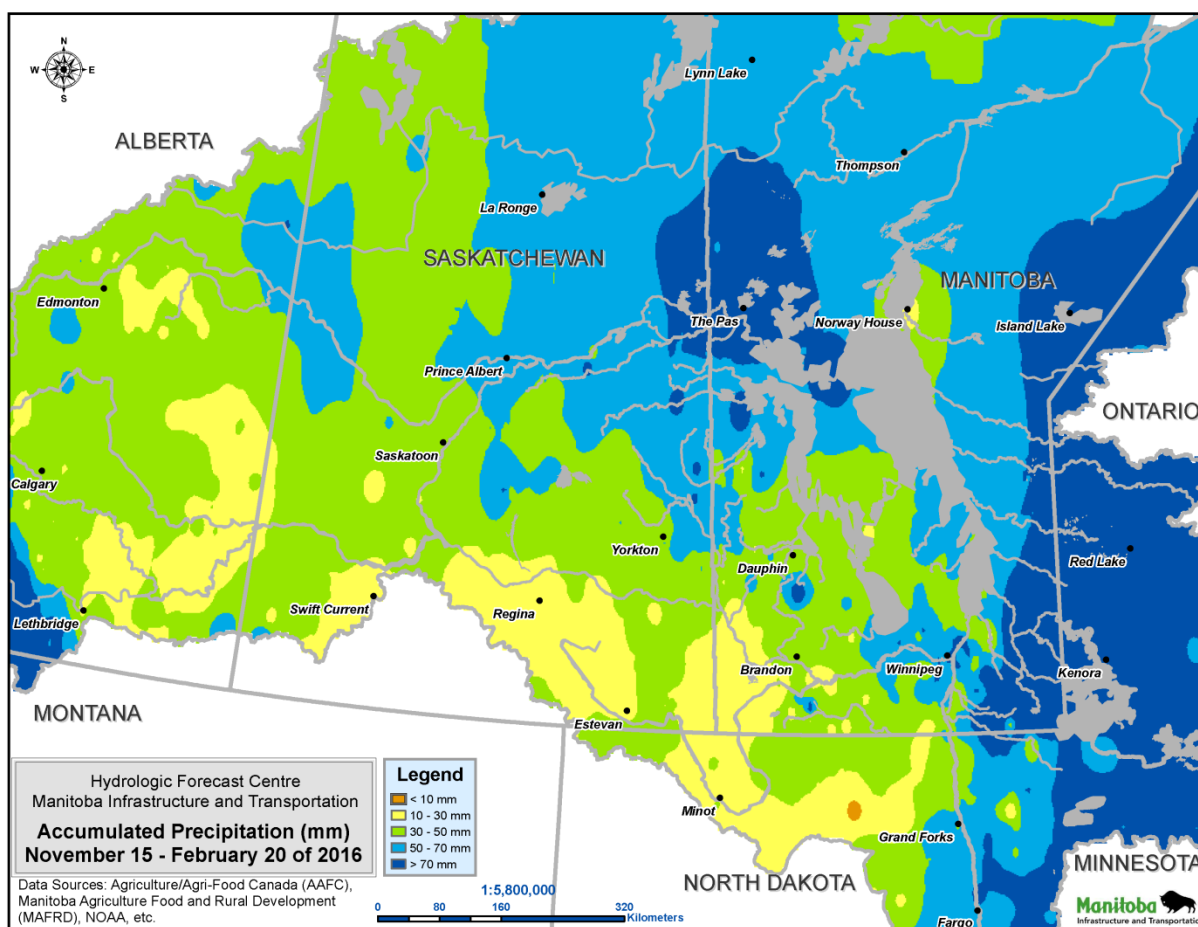 N
W E
S
Lynn Lake
ALBERTA
Thompson
La Ronge
SASKATCHEWAN
MANITOBA
Edmonton
The Pas
Norway House
Island Lake
Prince Albert
ONTARIO
Saskatoon
Calgary
Yorkton
Dauphin
Red Lake
Swift Current
Regina
Lethbridge
Brandon
Winnipeg
Kenora
MONTANA
Estevan
Minot
Grand Forks
NORTH DAKOTA
MINNESOTA
Fargo
Hydrologic Forecast Centre
Manitoba Infrastructure and Transportation
Accumulated Precipitation (mm)
November 15 - February 20 of 2016
Legend
< 10 mm
10 - 30 mm
30 - 50 mm
50 - 70 mm
> 70 mm
Data Sources: Agriculture/Agri-Food Canada (AAFC),
Manitoba Agriculture Food and Rural Development
(MAFRD), NOAA, etc.
1:5,800,000
0 80 160 320
Kilometers
Manitoba
Infrastructure and Transportation